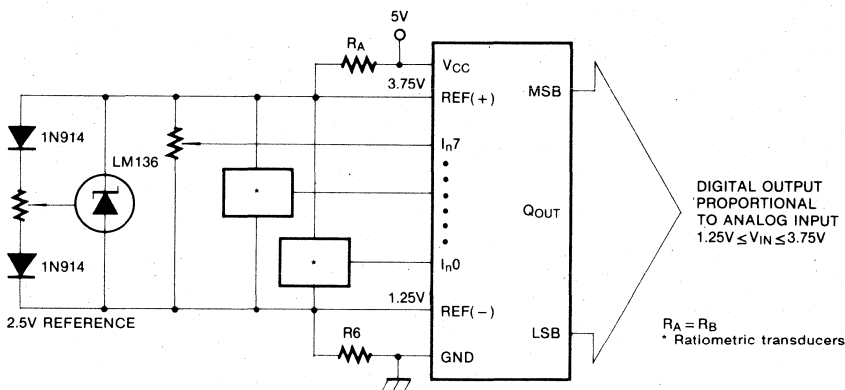 5V
RA
VCC
3.75V
REF(+)
MSB
1N914
LM136
In7
*
DIGITAL OUTPUT
PROPORTIONAL
TO ANALOG INPUT
1.25V≤VIN≤3.75V
QOUT
*
1N914
In0
1.25V
REF(−)
2.5V REFERENCE
R6
LSB
RA=RB
* Ratiometric transducers
GND